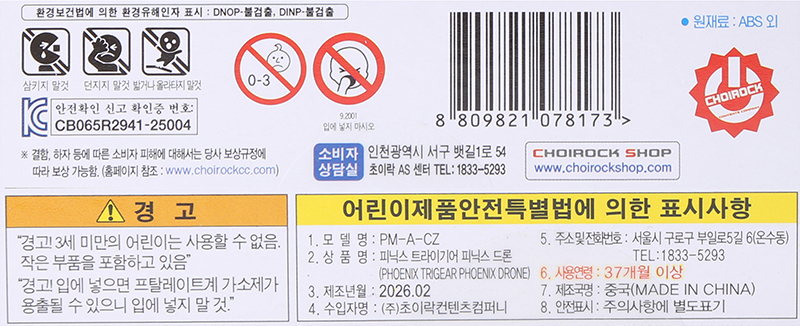 환경보건법에 의한 환경유해인자 표시 : DNOP-불검출, DINP-불검출
• 원재료: ABS 외
삼키지 말것
던지지 말것
밟거나 올라타지 말것
0-3
9.2001
입에 넣지 마시오
8 809821 078173 >
CHOIROCK
안전확인 신고 확인증 번호:
CB065R2941-25004
※ 결함, 하자 등에 따른 소비자 피해에 대해서는 당사 보상규정에
따라 보상 가능함. (홈페이지 참조 : www.choirockcc.com)
소비자
상담실
인천광역시 서구 뱃길1로 54
초이락 AS 센터 TEL:1833-5293
CHOIROCK SHOP
www.choirockshop.com
경 고
“경고! 3세 미만의 어린이는 사용할 수 없음.
작은 부품을 포함하고 있음”
“경고! 입에 넣으면 프탈레이트계 가소제가
용출될 수 있으니 입에 넣지 말 것.”
어린이제품안전특별법에 의한 표시사항
1. 모 델 명 : PM-A-CZ
2. 상 품 명 : 피닉스 트라이기어 피닉스 드론
(PHOENIX TRIGEAR PHOENIX DRONE)
3. 제조년월 : 2026.02
4. 수입자명 : (주)초이락컨텐츠컴퍼니
5. 주소및전화번호: 서울시 구로구 부일로5길 6(온수동)
TEL:1833-5293
6. 사용연령: 37개월 이상
7. 제조국명: 중국(MADE IN CHINA)
8. 안전표시: 주의사항에 별도표기